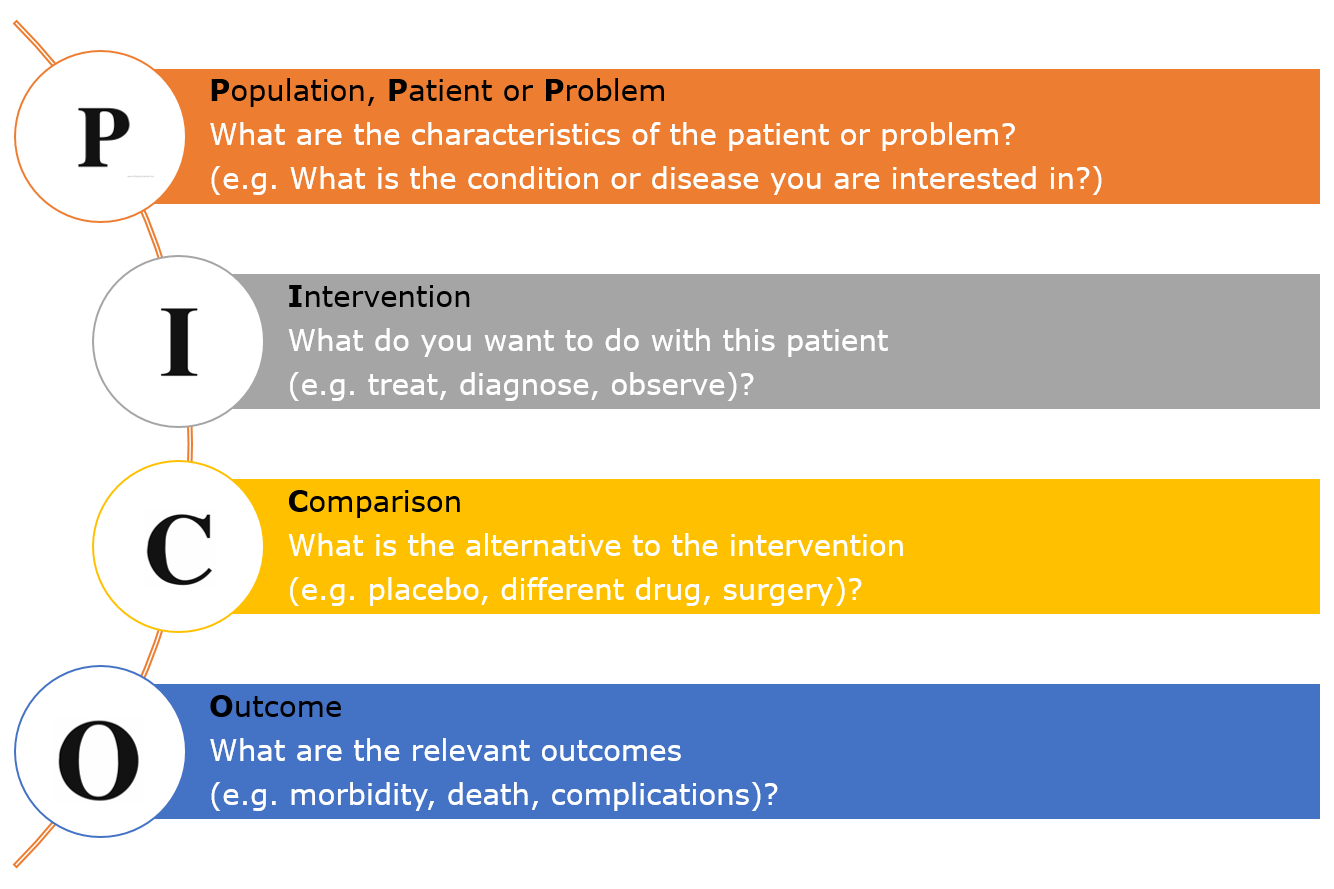 P
Population, Patient or Problem
What are the characteristics of the patient or problem?
(e.g. What is the condition or disease you are interested in?)
I
Intervention
What do you want to do with this patient
(e.g. treat, diagnose, observe)?
C
Comparison
What is the alternative to the intervention
(e.g. placebo, different drug, surgery)?
O
Outcome
What are the relevant outcomes
(e.g. morbidity, death, complications)?